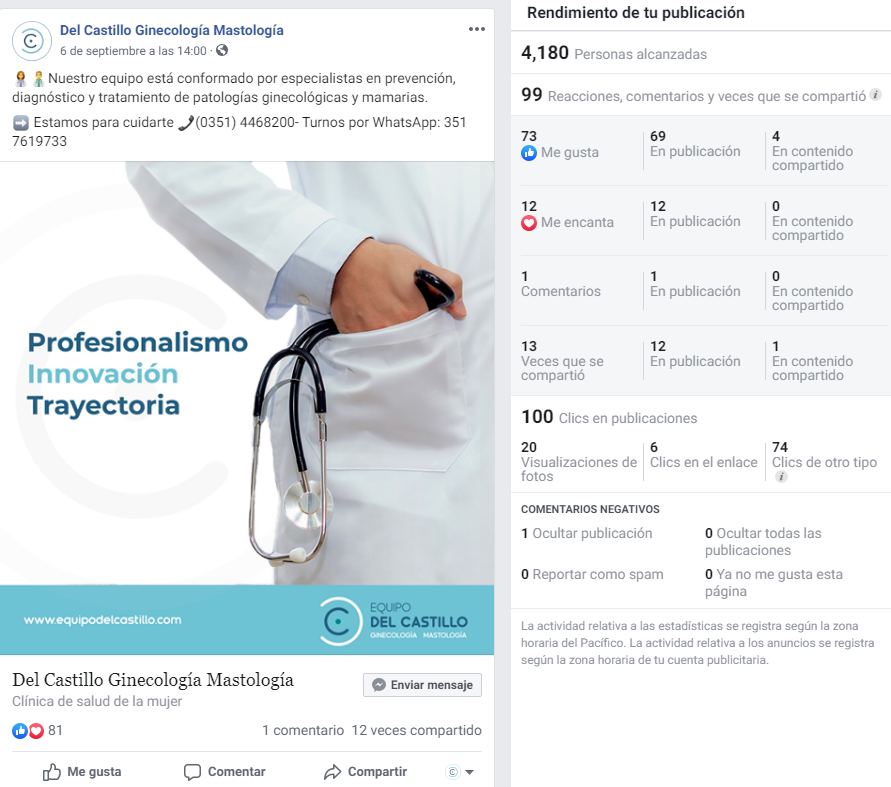 Del Castillo Ginecología Mastología
6 de septiembre a las 14:00 ·
Nuestro equipo está conformado por especialistas en prevención,
diagnóstico y tratamiento de patologías ginecológicas y mamarias.
➡️ Estamos para cuidarte 📞(0351) 4468200- Turnos por WhatsApp: 351
7619733
Profesionalismo
Innovación
Trayectoria
www.equipodelcastillo.com
EQUIPO
DEL CASTILLO
GINECOLOGÍA MASTOLOGÍA
Del Castillo Ginecología Mastología
Clínica de salud de la mujer
Enviar mensaje
81
1 comentario 12 veces compartido
Me gusta
Comentar
Compartir
Rendimiento de tu publicación
4,180 Personas alcanzadas
99 Reacciones, comentarios y veces que se compartió
73
Me gusta
69
En publicación
4
En contenido
compartido
12
Me encanta
12
En publicación
0
En contenido
compartido
1
Comentarios
1
En publicación
0
En contenido
compartido
13
Veces que se
compartió
12
En publicación
1
En contenido
compartido
100 Clics en publicaciones
20
Visualizaciones de
fotos
6
Clics en el enlace
74
Clics de otro tipo
COMENTARIOS NEGATIVOS
1 Ocultar publicación
0 Ocultar todas las
publicaciones
0 Reportar como spam
0 Ya no me gusta esta
página
La actividad relativa a las estadísticas se registra según la zona
horaria del Pacífico. La actividad relativa a los anuncios se registra
según la zona horaria de tu cuenta publicitaria.